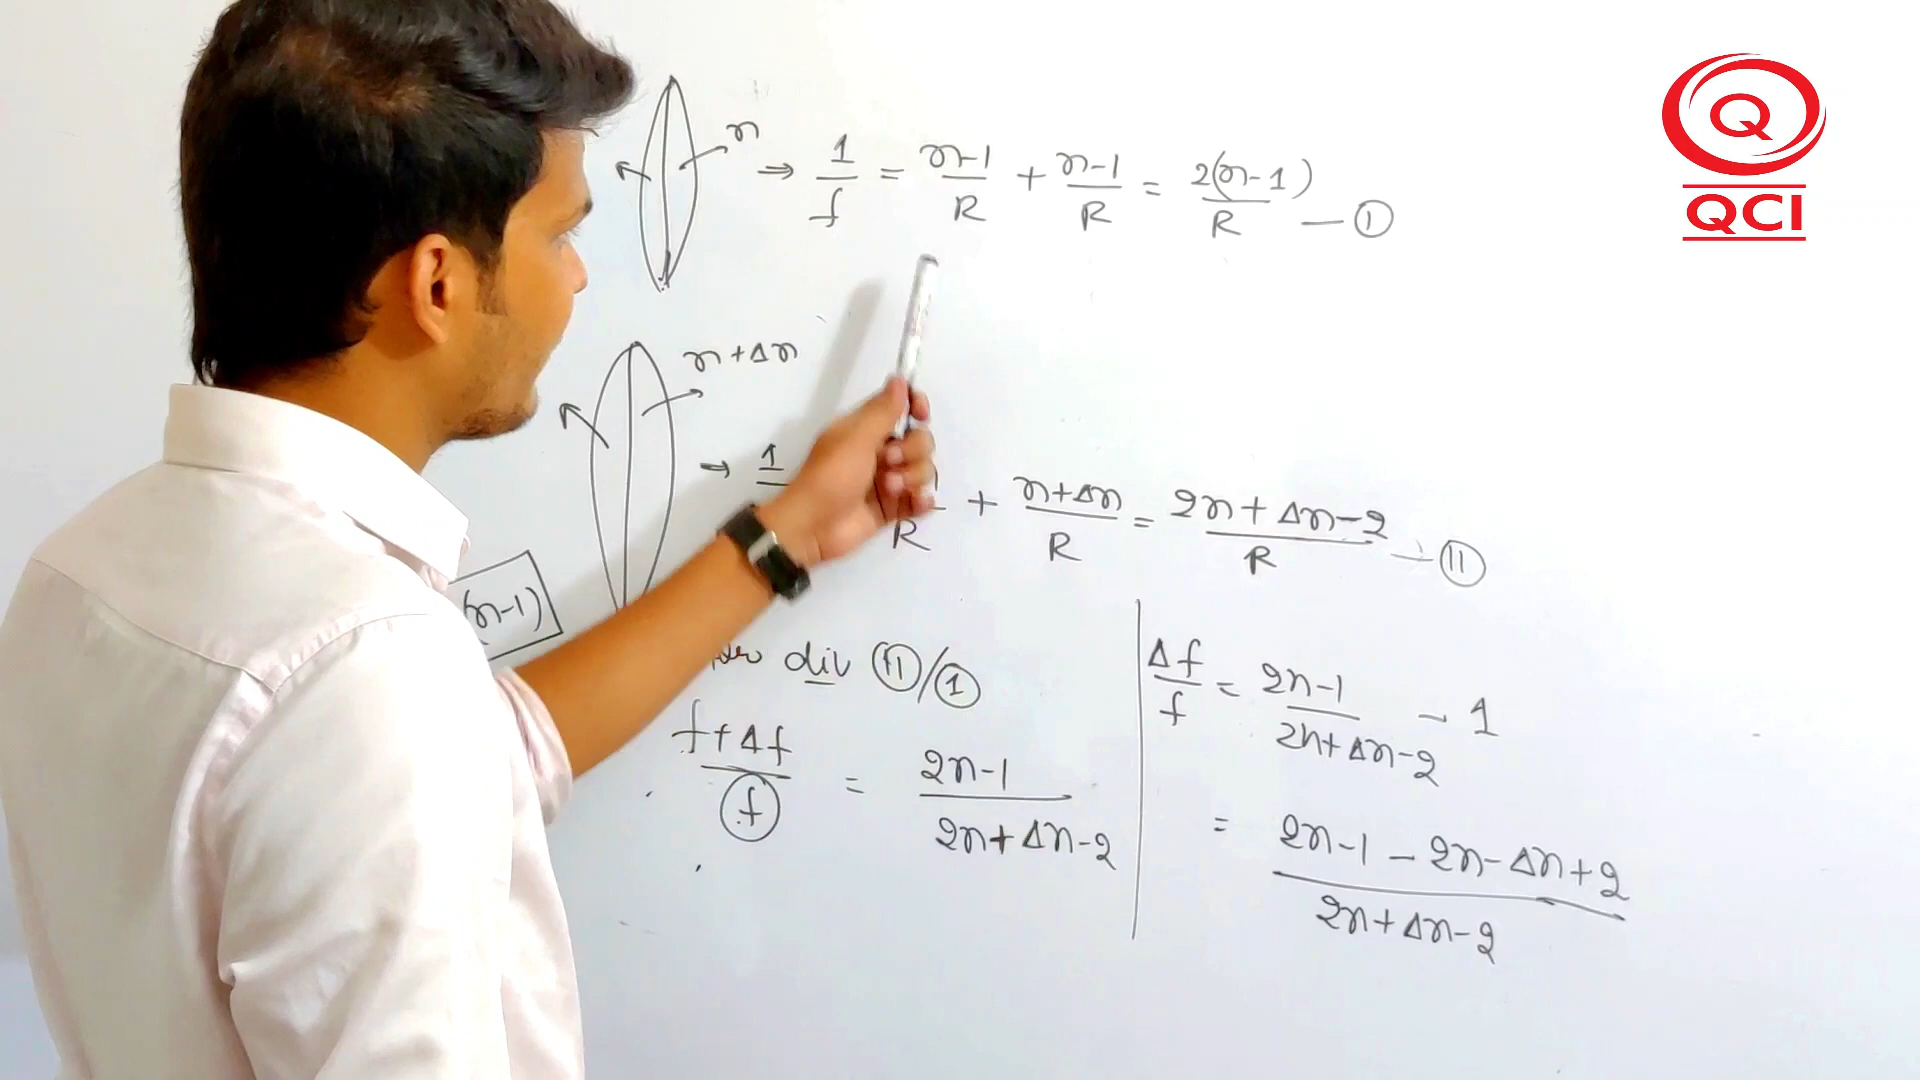 n
⇒ 1/f = n-1/R + n-1/R = 2(n-1)/R — ①
n+Δn
→ 1
R + n+Δn/R = 2n+Δn-2/R — ⑪
(n-1)
div ⑪/①
f+Δf/f = 2n-1/2n+Δn-2
Δf/f = 2n-1/2n+Δn-2 - 1
= 2n-1-2n-Δn+2/2n+Δn-2
Q
QCI